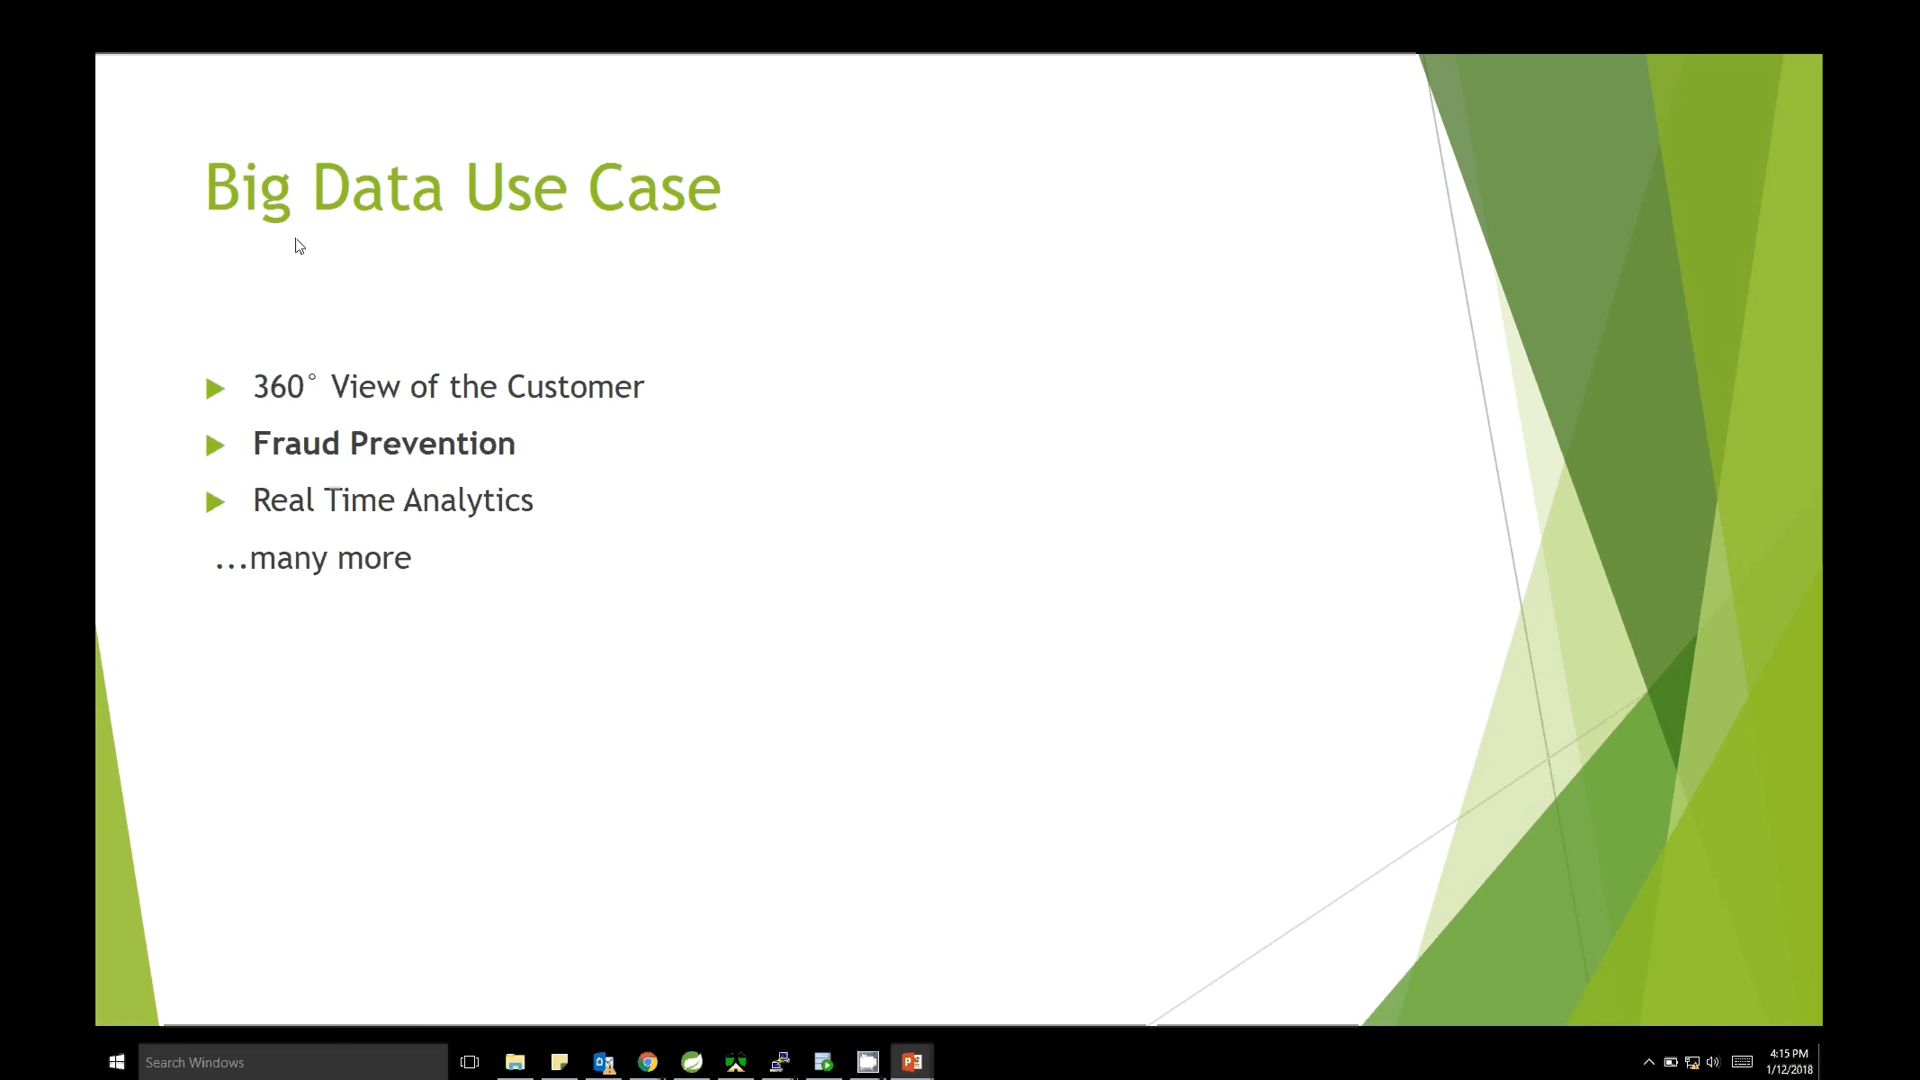 Big Data Use Case
360° View of the Customer
Fraud Prevention
Real Time Analytics
...many more
Search Windows
4:15 PM
1/12/2018